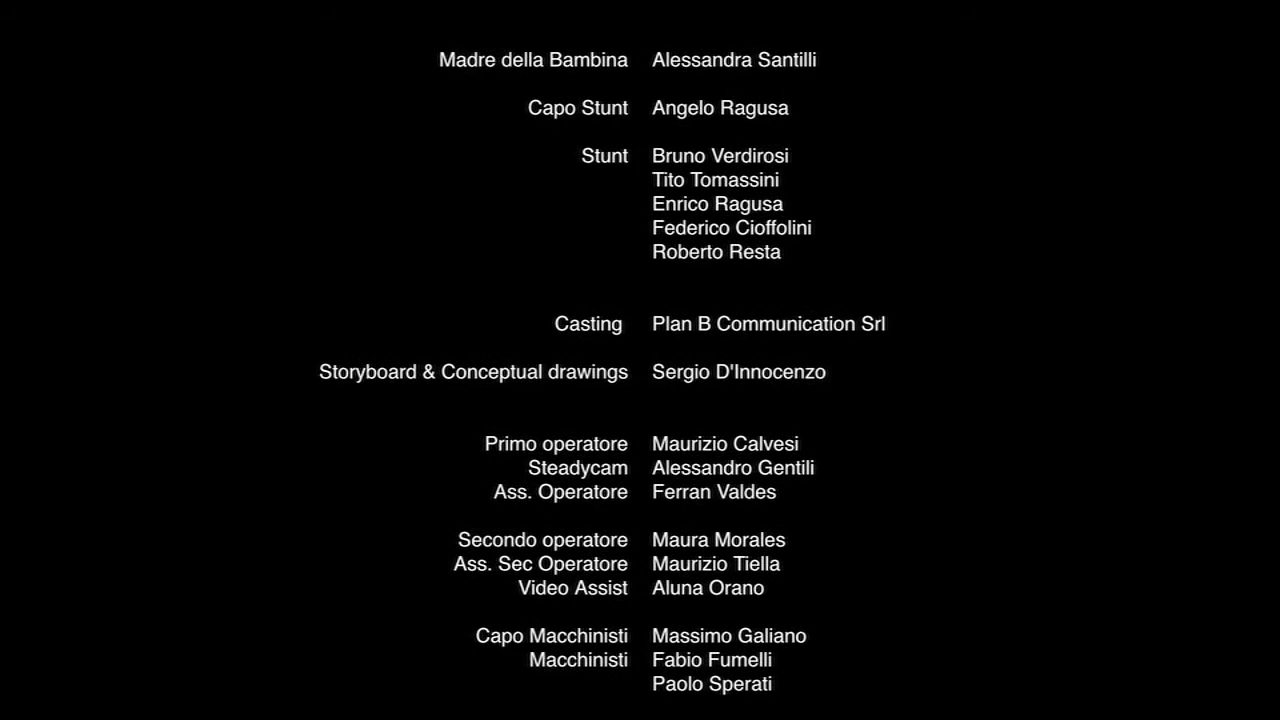 Madre della Bambina Alessandra Santilli
Capo Stunt Angelo Ragusa
Stunt Bruno Verdirosi
Tito Tomassini
Enrico Ragusa
Federico Cioffolini
Roberto Resta
Casting Plan B Communication Srl
Storyboard & Conceptual drawings Sergio D'Innocenzo
Primo operatore Maurizio Calvesi
Steadycam Alessandro Gentili
Ass. Operatore Ferran Valdes
Secondo operatore Maura Morales
Ass. Sec Operatore Maurizio Tiella
Video Assist Aluna Orano
Capo Macchinisti Massimo Galiano
Macchinisti Fabio Fumelli
Paolo Sperati